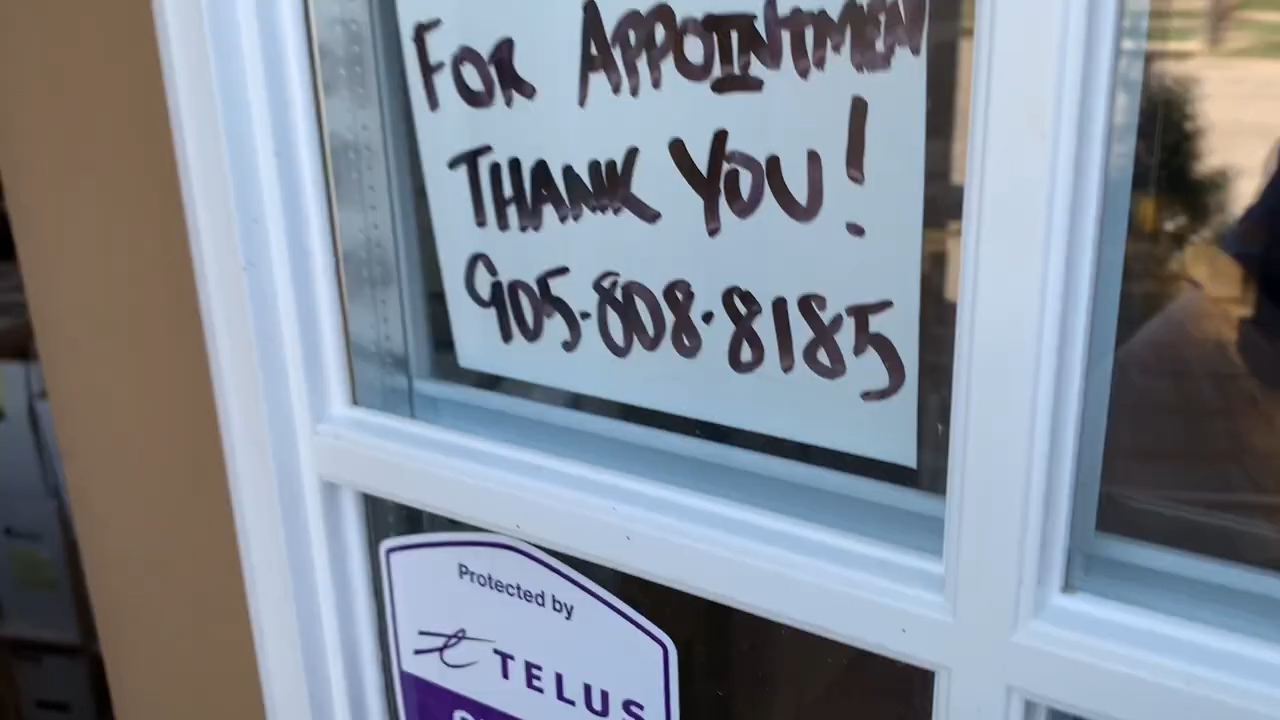 FOR APPOINTMEN
THANK YOU!
905-808-8185
Protected by
TELUS